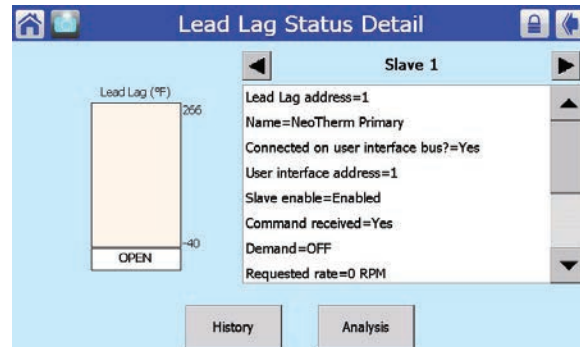 Lead Lag Status Detail
Slave 1
Lead Lag (°F)
266
-40
OPEN
Lead Lag address=1
Name=NeoTherm Primary
Connected on user interface bus?=Yes
User interface address=1
Slave enable=Enabled
Command received=Yes
Demand=OFF
Requested rate=0 RPM
History
Analysis